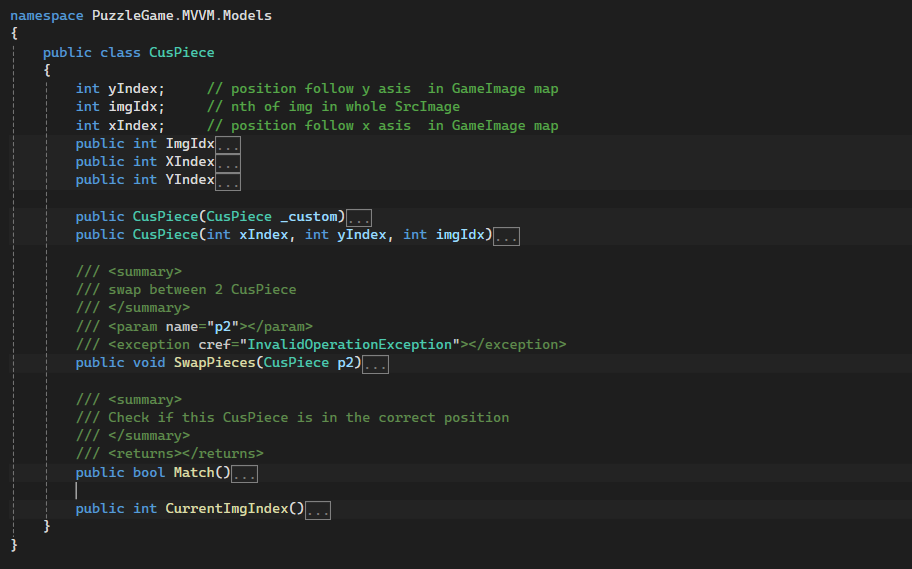 namespace PuzzleGame.MVVM.Models
{
public class CusPiece
{
int yIndex;     // position follow y asis  in GameImage map
int imgIdx;     // nth of img in whole SrcImage
int xIndex;     // position follow x asis  in GameImage map
public int ImgIdx...
public int XIndex...
public int YIndex...
public CusPiece(CusPiece _custom)...
public CusPiece(int xIndex, int yIndex, int imgIdx)...
/// <summary>
/// swap between 2 CusPiece
/// </summary>
/// <param name="p2"></param>
/// <exception cref="InvalidOperationException"></exception>
public void SwapPieces(CusPiece p2)...
/// <summary>
/// Check if this CusPiece is in the correct position
/// </summary>
/// <returns></returns>
public bool Match()...
public int CurrentImgIndex()...
}
}